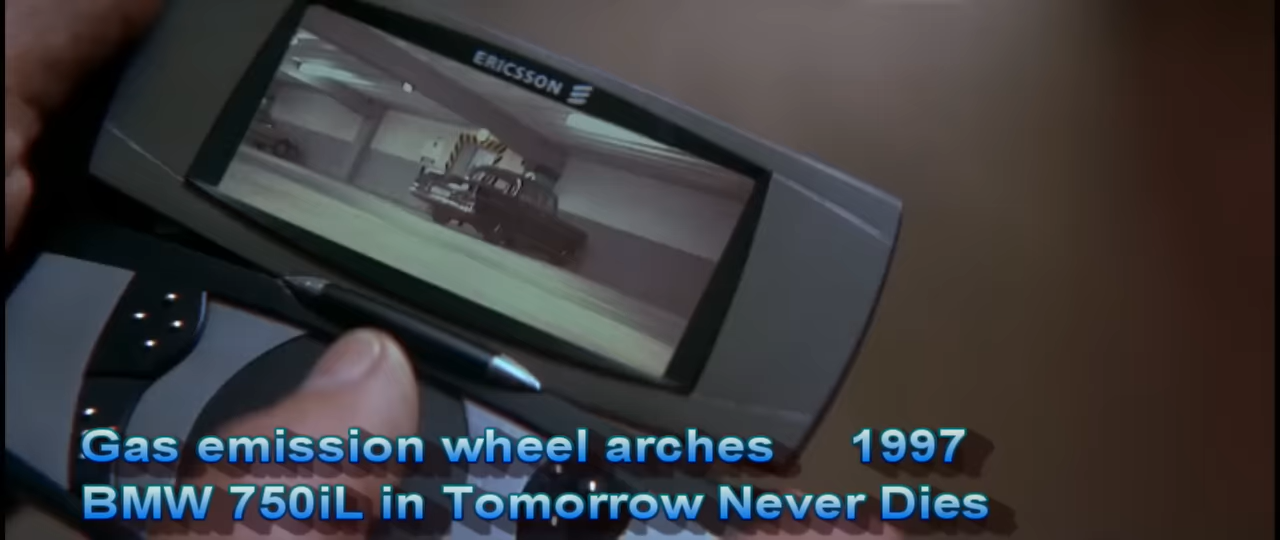 ERICSSON
Gas emission wheel arches 1997
BMW 750iL in Tomorrow Never Dies